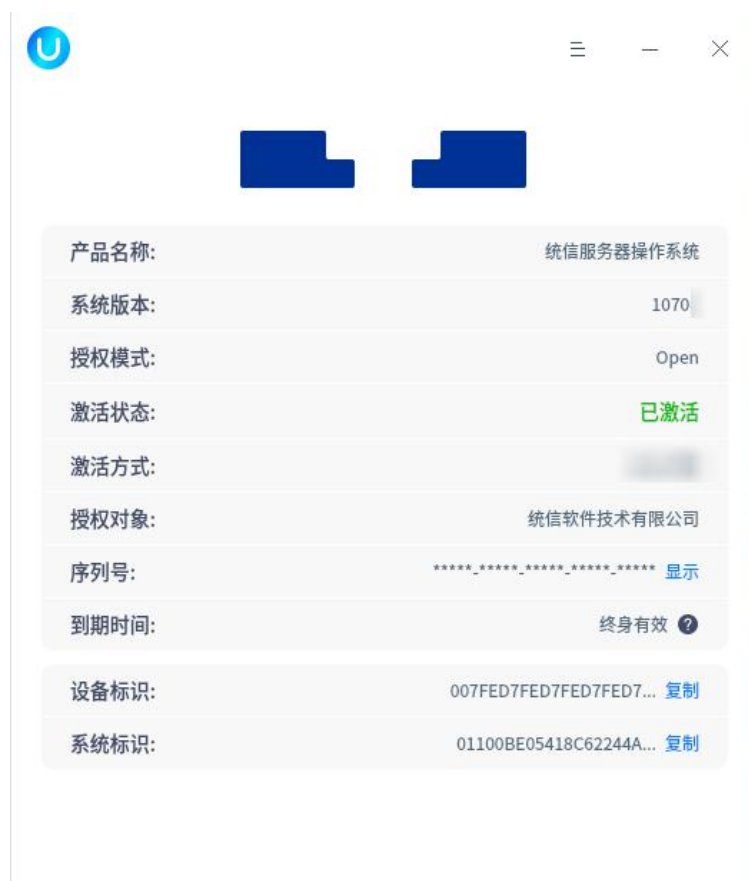 产品名称: 统信服务器操作系统
系统版本: 1070
授权模式: Open
激活状态: 已激活
激活方式:
授权对象: 统信软件技术有限公司
序列号: *****-*****-*****-*****-***** 显示
到期时间: 终身有效 ?
设备标识: 007FED7FED7FED7FED7... 复制
系统标识: 01100BE05418C62244A... 复制